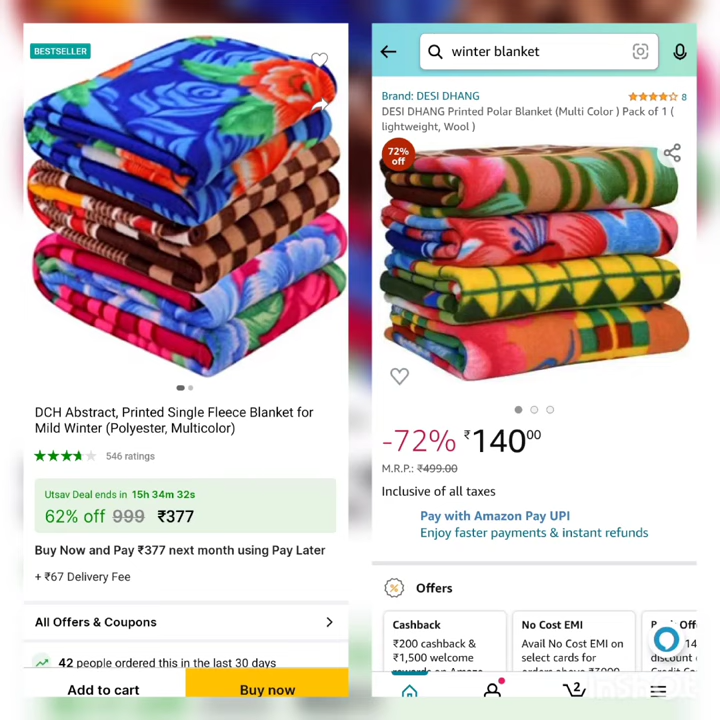 BESTSELLER
DCH Abstract, Printed Single Fleece Blanket for
Mild Winter (Polyester, Multicolor)
546 ratings
Utsav Deal ends in 15h 34m 32s
62% off 999 ₹377
Buy Now and Pay ₹377 next month using Pay Later
+ ₹67 Delivery Fee
All Offers & Coupons
42 people ordered this in the last 30 days
Add to cart
Buy now
winter blanket
Brand: DESI DHANG
8
DESI DHANG Printed Polar Blanket (Multi Color ) Pack of 1 (
lightweight, Wool )
72%
off
-72% ₹14000
M.R.P.: ₹499.00
Inclusive of all taxes
Pay with Amazon Pay UPI
Enjoy faster payments & instant refunds
Offers
Cashback
₹200 cashback &
₹1,500 welcome
No Cost EMI
Avail No Cost EMI on
select cards for
Off
14
discount
2
InShot